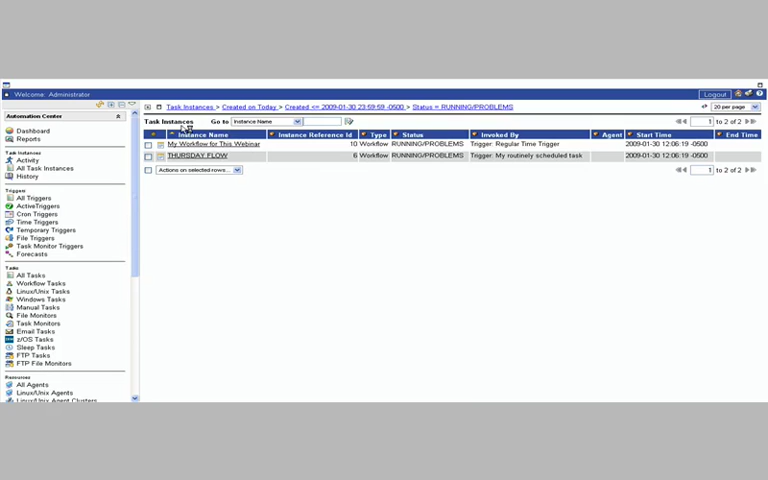 Welcome: Administrator
Logout
Automation Center
Dashboard
Reports
Task Instances
Activity
All Task Instances
History
Triggers
All Triggers
ActiveTriggers
Cron Triggers
Time Triggers
Temporary Triggers
File Triggers
Task Monitor Triggers
Forecasts
Tasks
All Tasks
Workflow Tasks
Linux/Unix Tasks
Windows Tasks
Manual Tasks
File Monitors
Task Monitors
Email Tasks
z/OS Tasks
Sleep Tasks
FTP Tasks
FTP File Monitors
Resources
All Agents
Linux/Unix Agents
Linux/Unix Agent Clusters
Task Instances > Created on Today > Created <= 2009-01-30 23:59:59 -0500 > Status = RUNNING/PROBLEMS
20 per page
Task Instances Go to Instance Name
1 to 2 of 2
Instance Name Instance Reference Id Type Status Invoked By Agent Start Time End Time
My Workflow for This Webinar 10 Workflow RUNNING/PROBLEMS Trigger: Regular Time Trigger 2009-01-30 12:06:19 -0500
THURSDAY FLOW 6 Workflow RUNNING/PROBLEMS Trigger: My routinely scheduled task 2009-01-30 12:06:19 -0500
Actions on selected rows...
1 to 2 of 2